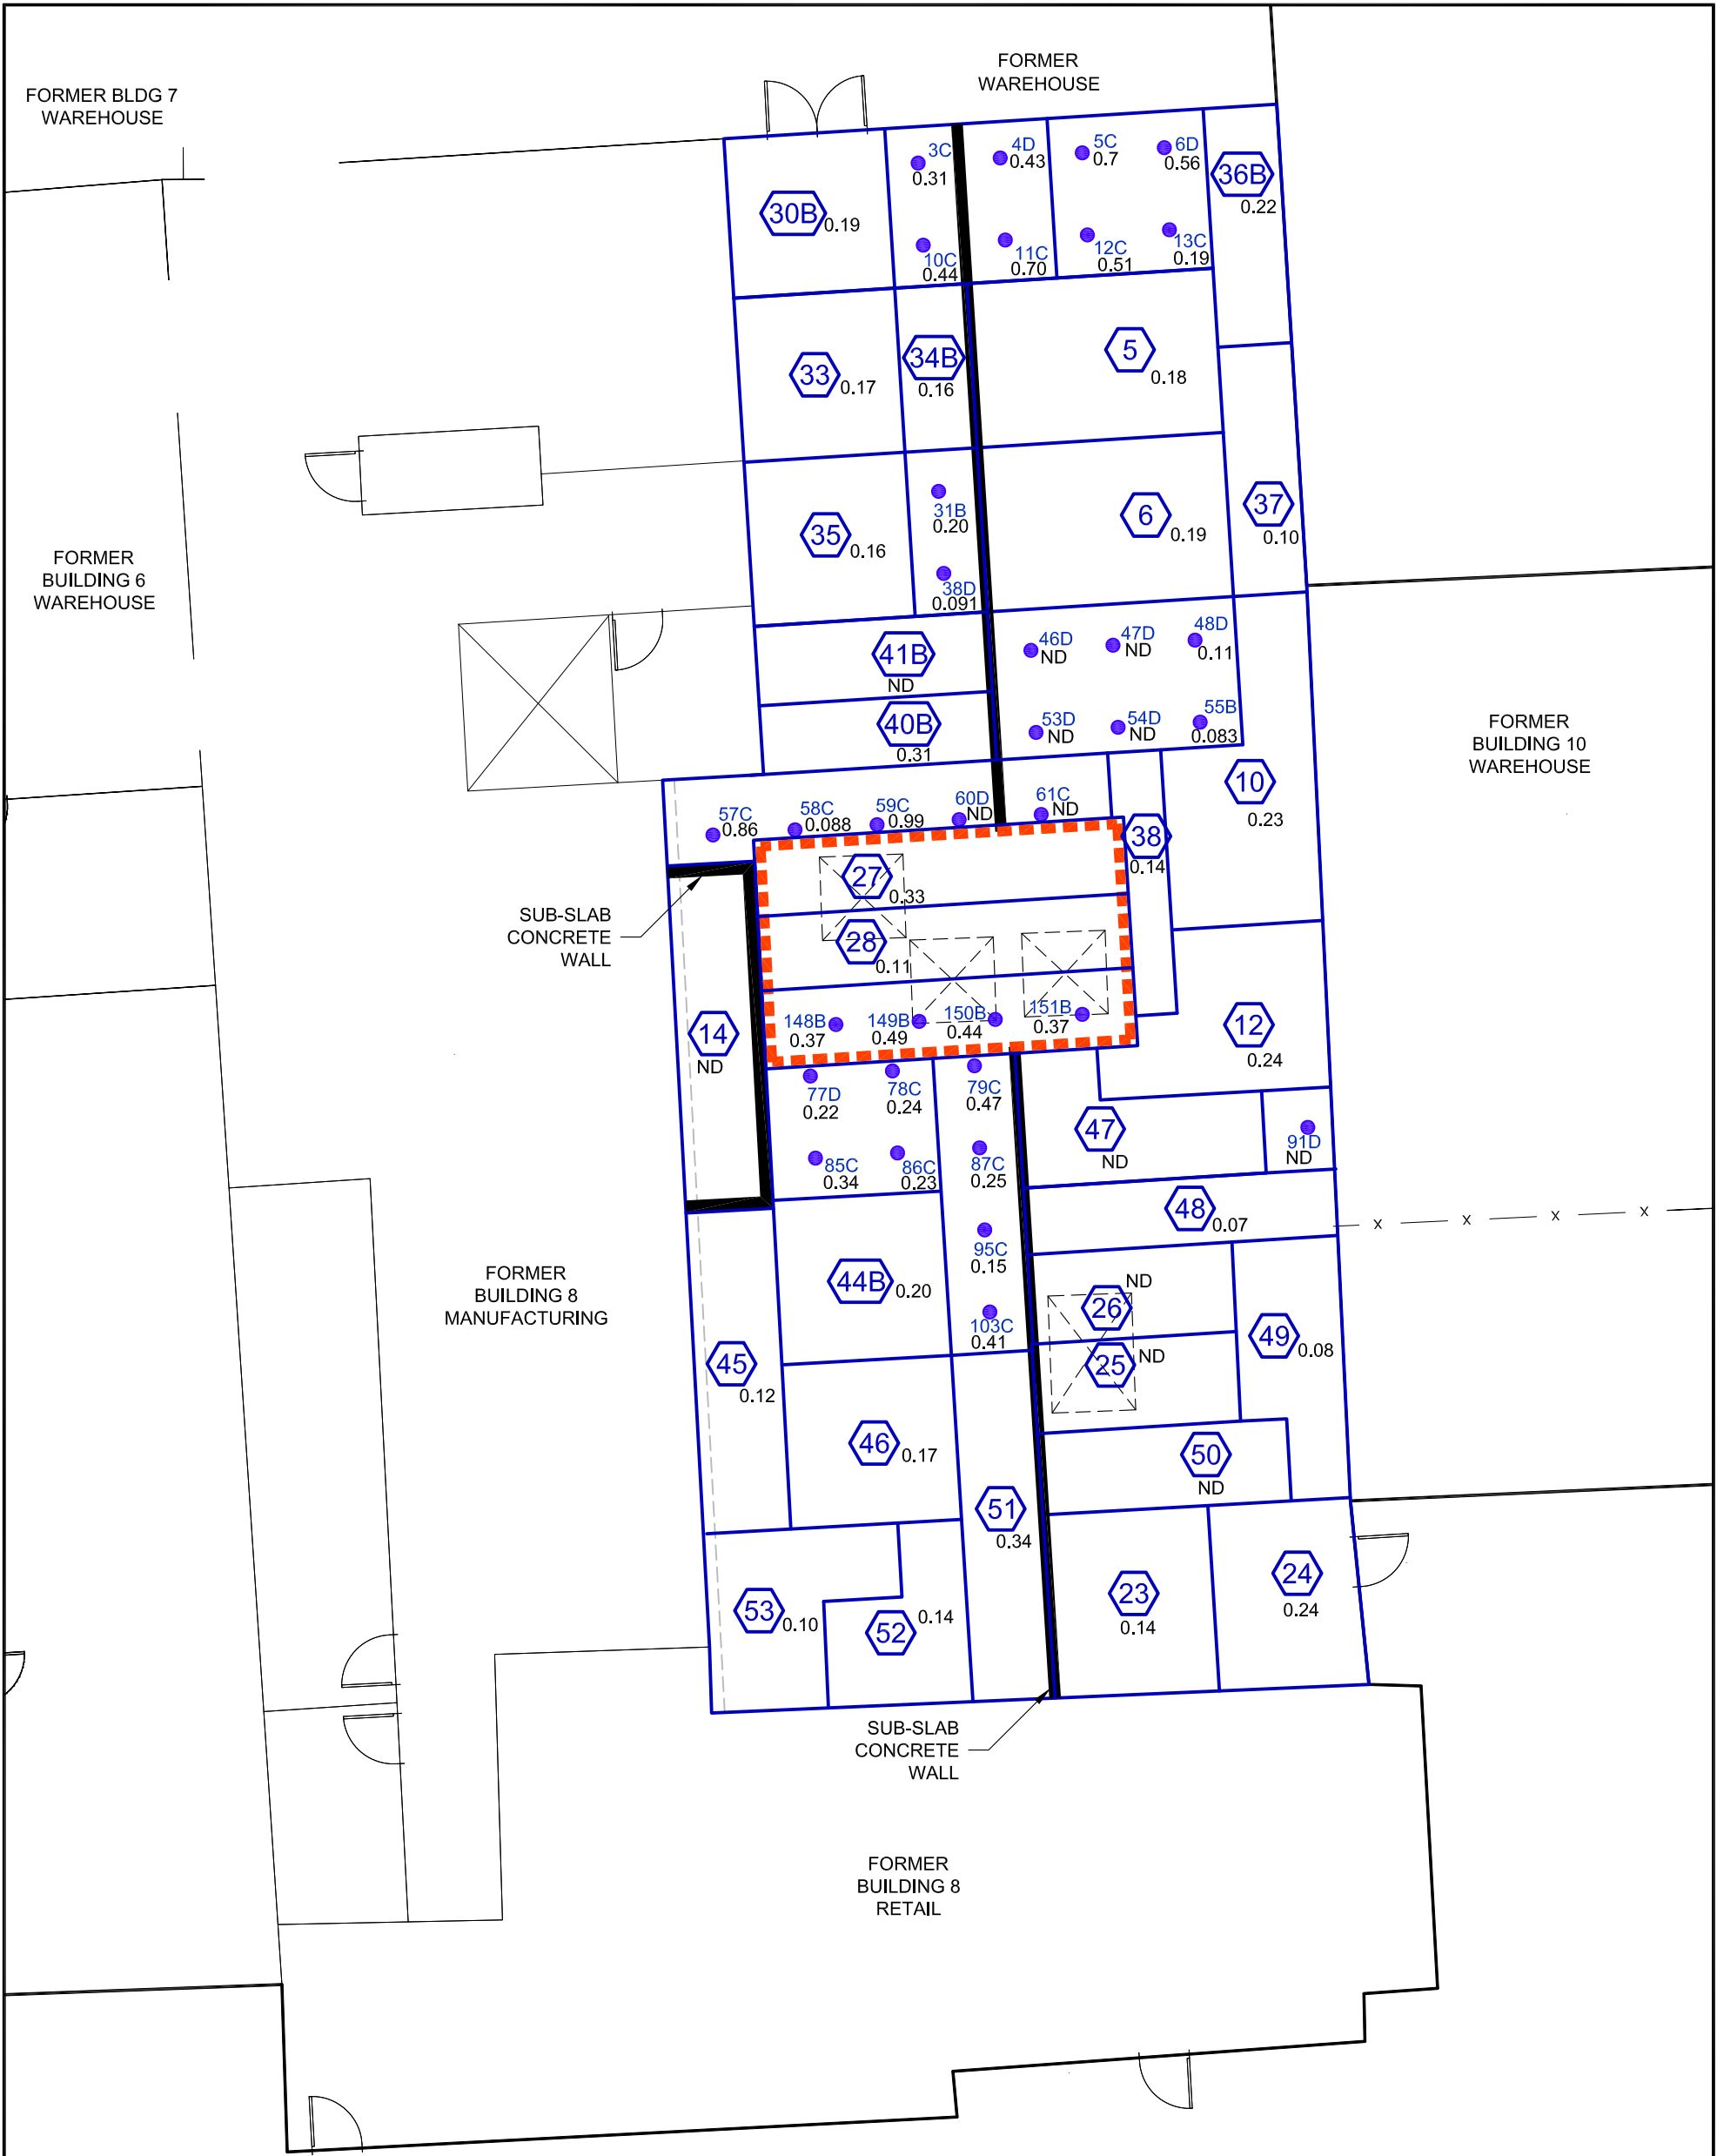 FORMER
WAREHOUSE
FORMER BLDG 7
WAREHOUSE
3C
0.31
4D
0.43
5C
0.7
6D
0.56
36B
0.22
30B
0.19
10C
0.44
11C
0.70
12C
0.51
13C
0.19
33
0.17
34B
0.16
5
0.18
35
0.16
31B
0.20
38D
0.091
6
0.19
37
0.10
FORMER
BUILDING 6
WAREHOUSE
41B
ND
46D
ND
47D
ND
48D
0.11
40B
0.31
53D
ND
54D
ND
55B
0.083
FORMER
BUILDING 10
WAREHOUSE
10
0.23
57C
0.86
58C
0.088
59C
0.99
60D
ND
61C
ND
38
0.14
27
0.33
SUB-SLAB
CONCRETE
WALL
28
0.11
14
ND
148B
0.37
149B
0.49
150B
0.44
151B
0.37
12
0.24
77D
0.22
78C
0.24
79C
0.47
47
ND
91D
ND
85C
0.34
86C
0.23
87C
0.25
48
0.07
x
x
x
x
FORMER
BUILDING 8
MANUFACTURING
44B
0.20
95C
0.15
103C
0.41
26
ND
25
ND
49
0.08
45
0.12
46
0.17
50
ND
51
0.34
53
0.10
52
0.14
23
0.14
24
0.24
SUB-SLAB
CONCRETE
WALL
FORMER
BUILDING 8
RETAIL